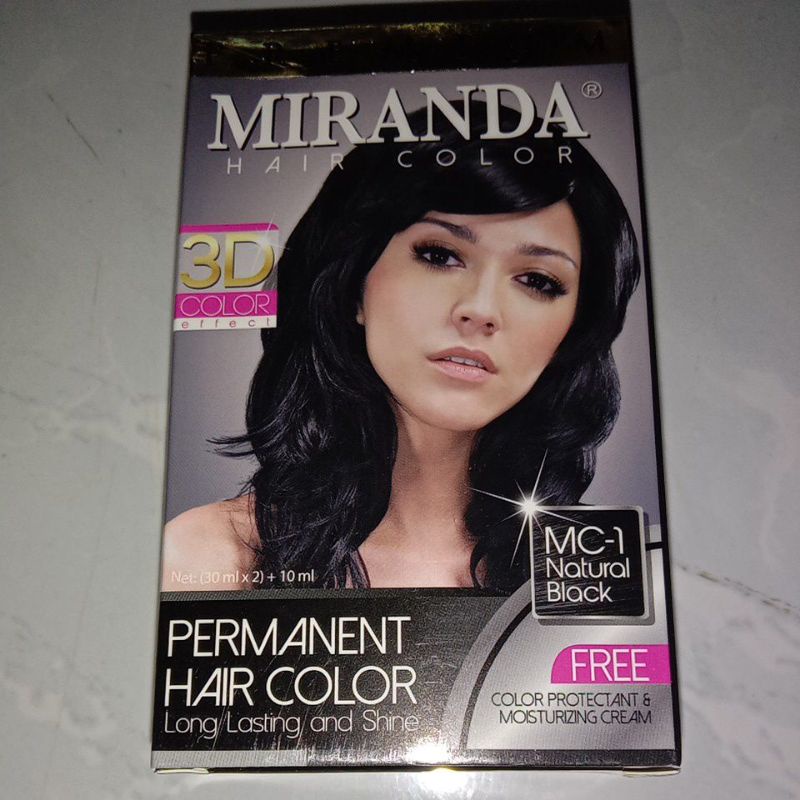 MIRANDA®
HAIR COLOR
3D
COLOR
effect
MC-1
Natural
Black
Net: (30 ml x 2) + 10 ml
PERMANENT
HAIR COLOR
Long Lasting and Shine
FREE
COLOR PROTECTANT &
MOISTURIZING CREAM